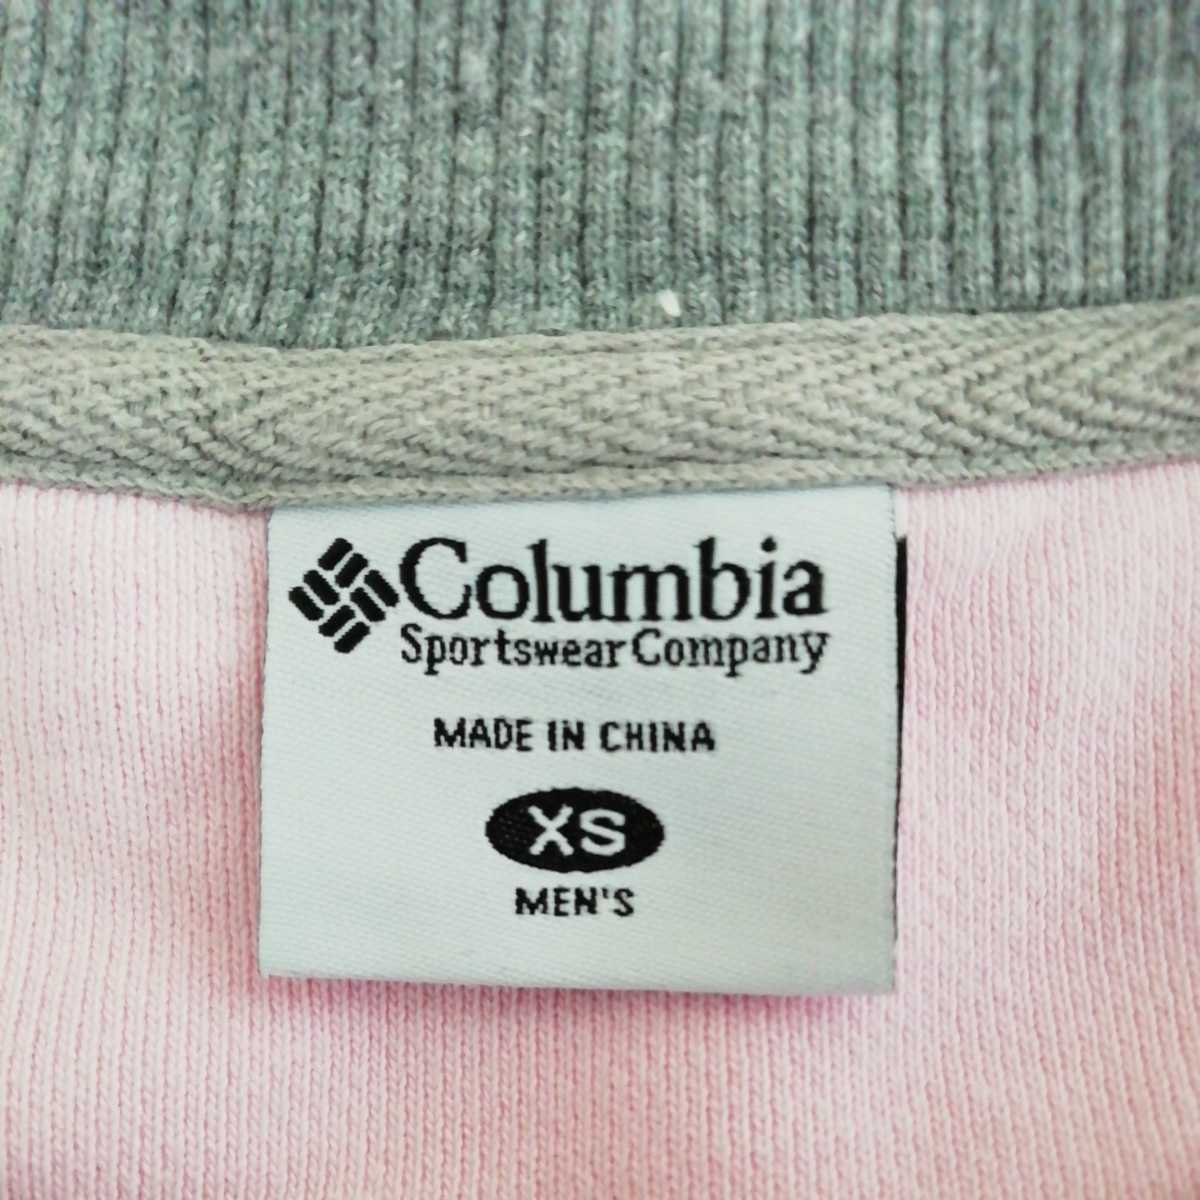 Columbia
Sportswear Company
MADE IN CHINA
XS
MEN'S